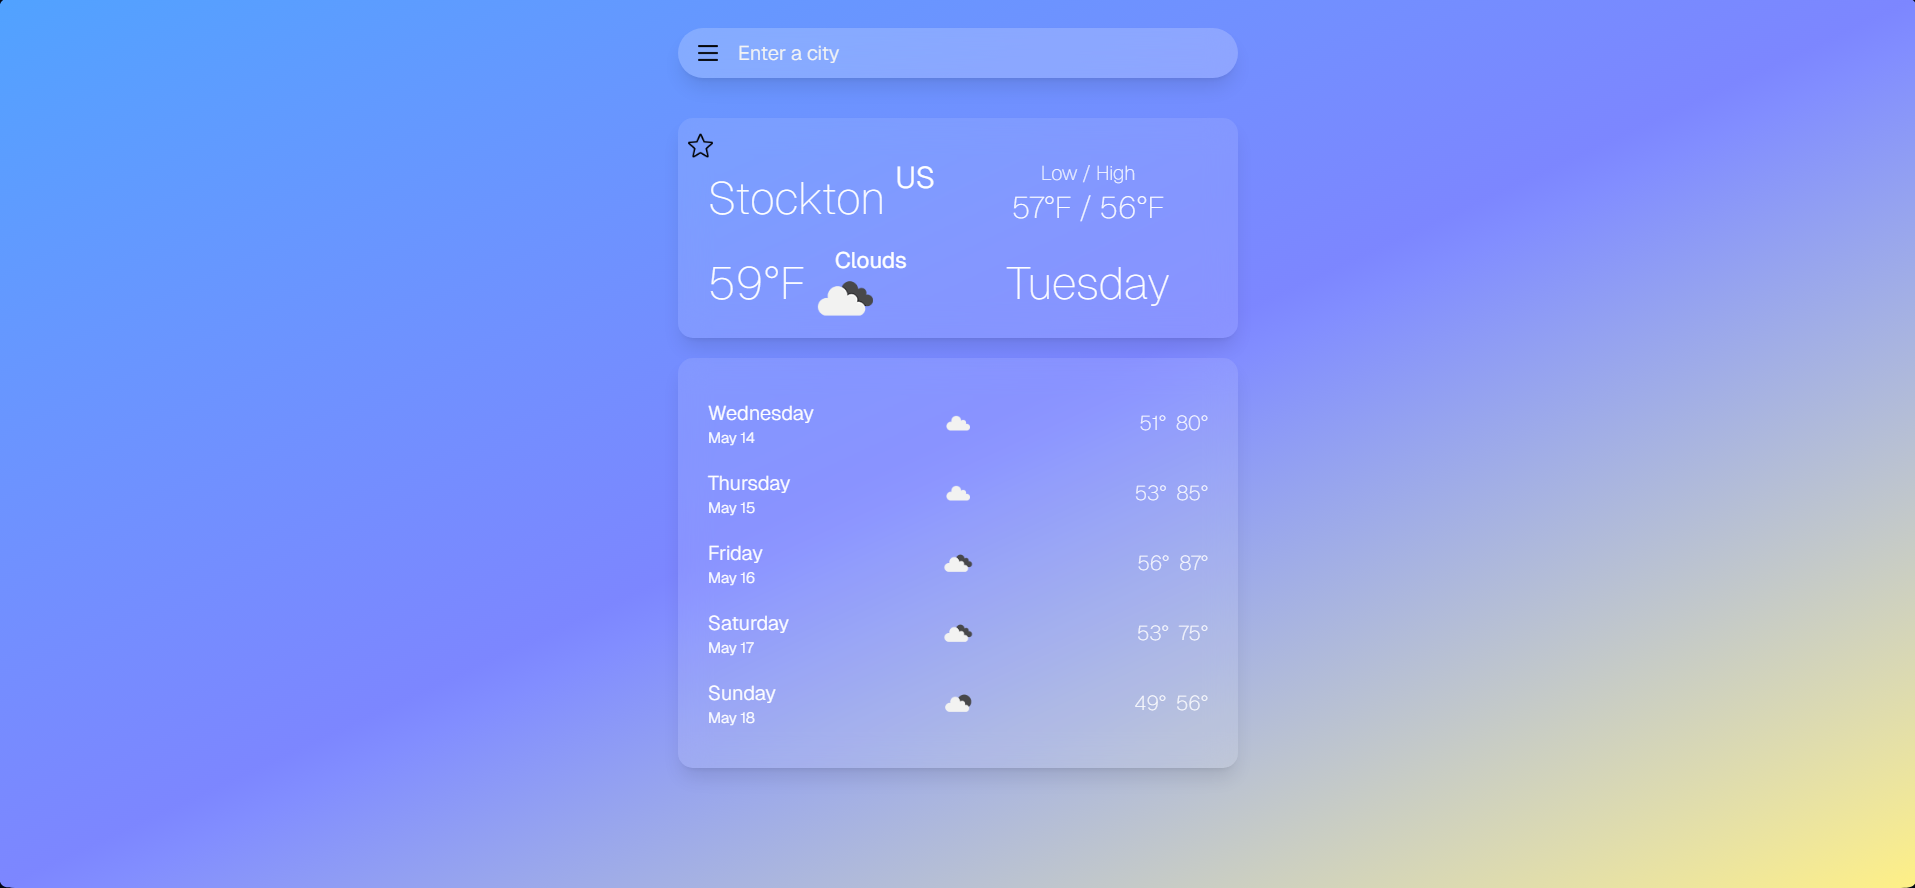 Enter a city
Stockton US
Low / High
57°F / 56°F
59°F
Clouds
Tuesday
Wednesday
May 14
51° 80°
Thursday
May 15
53° 85°
Friday
May 16
56° 87°
Saturday
May 17
53° 75°
Sunday
May 18
49° 56°